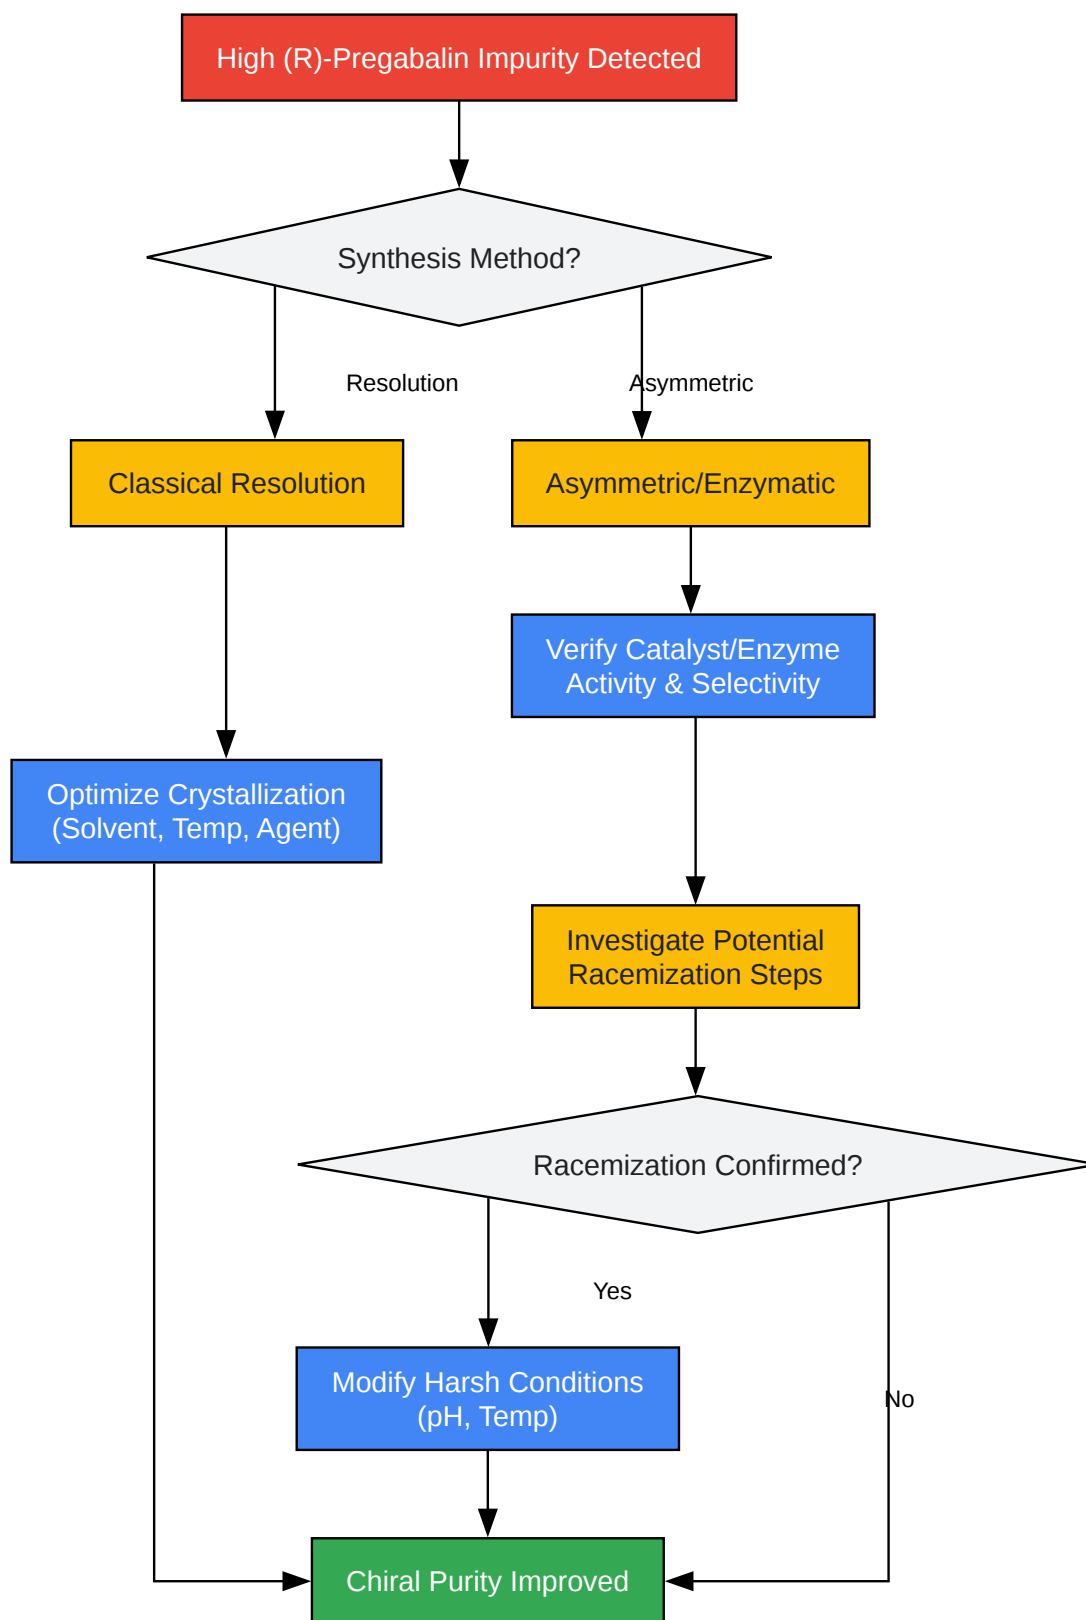 High (R)-Pregabalin Impurity Detected
Synthesis Method?
Resolution
Asymmetric
Classical Resolution
Asymmetric/Enzymatic
Verify Catalyst/Enzyme
Activity & Selectivity
Optimize Crystallization
(Solvent, Temp, Agent)
Investigate Potential
Racemization Steps
Racemization Confirmed?
Yes
Modify Harsh Conditions
(pH, Temp)
No
Chiral Purity Improved